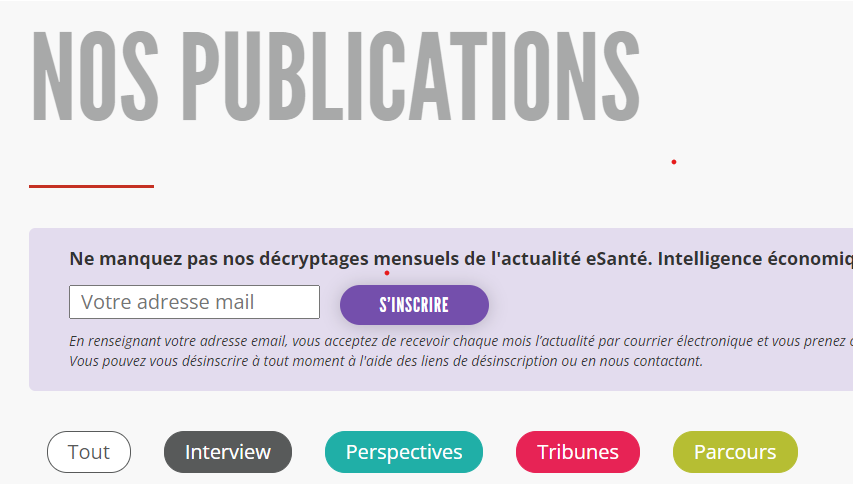 NOS PUBLICATIONS
Ne manquez pas nos décryptages mensuels de l'actualité eSanté. Intelligence économiq
Votre adresse mail
S'INSCRIRE
En renseignant votre adresse email, vous acceptez de recevoir chaque mois l'actualité par courrier électronique et vous prenez c
Vous pouvez vous désinscrire à tout moment à l'aide des liens de désinscription ou en nous contactant.
Tout
Interview
Perspectives
Tribunes
Parcours